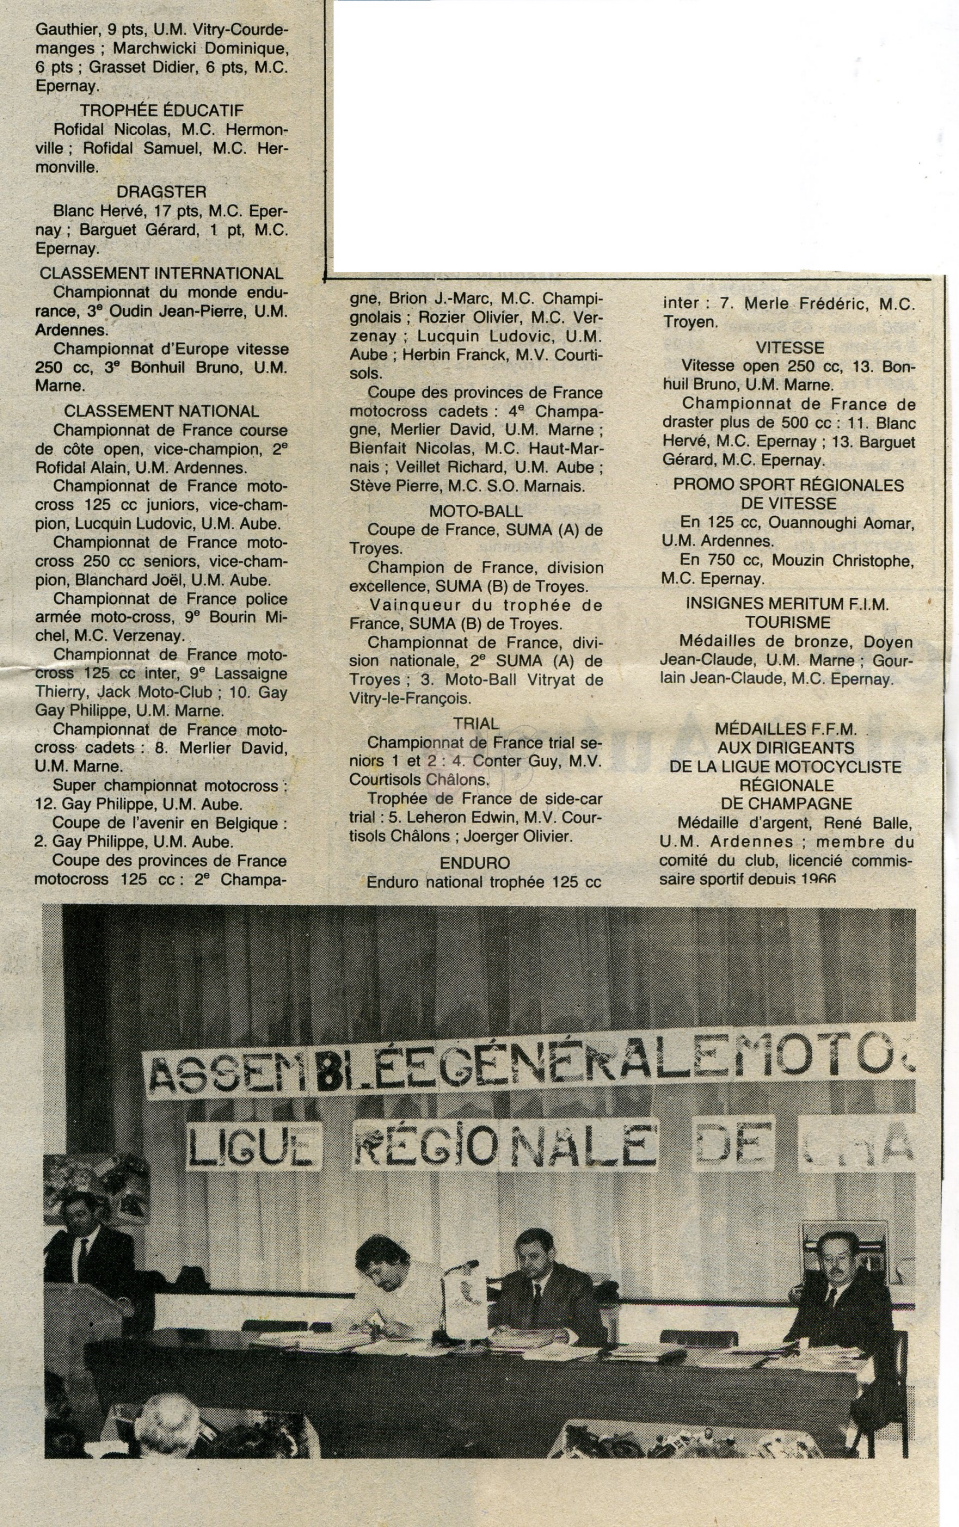 Gauthier, 9 pts, U.M. Vitry-Courde-
manges ; Marchwicki Dominique,
6 pts ; Grasset Didier, 6 pts, M.C.
Epernay.
TROPHÉE ÉDUCATIF
Rofidal Nicolas, M.C. Hermon-
ville ; Rofidal Samuel, M.C. Her-
monville.
DRAGSTER
Blanc Hervé, 17 pts, M.C. Eper-
nay ; Barguet Gérard, 1 pt, M.C.
Epernay.
CLASSEMENT INTERNATIONAL
Championnat du monde endu-
rance, 3e Oudin Jean-Pierre, U.M.
Ardennes.
Championnat d'Europe vitesse
250 cc, 3e Bonhuil Bruno, U.M.
Marne.
CLASSEMENT NATIONAL
Championnat de France course
de côte open, vice-champion, 2e
Rofidal Alain, U.M. Ardennes.
Championnat de France moto-
cross 125 cc juniors, vice-cham-
pion, Lucquin Ludovic, U.M. Aube.
Championnat de France moto-
cross 250 cc seniors, vice-cham-
pion, Blanchard Joël, U.M. Aube.
Championnat de France police
armée moto-cross, 9e Bourin Mi-
chel, M.C. Verzenay.
Championnat de France moto-
cross 125 cc inter, 9e Lassaigne
Thierry, Jack Moto-Club ; 10. Gay
Gay Philippe, U.M. Marne.
Championnat de France moto-
cross cadets : 8. Merlier David,
U.M. Marne.
Super championnat motocross :
12. Gay Philippe, U.M. Aube.
Coupe de l'avenir en Belgique :
2. Gay Philippe, U.M. Aube.
Coupe des provinces de France
motocross 125 cc : 2e Champa-
gne, Brion J.-Marc, M.C. Champi-
gnolais ; Rozier Olivier, M.C. Ver-
zenay ; Lucquin Ludovic, U.M.
Aube ; Herbin Franck, M.V. Courti-
sols.
Coupe des provinces de France
motocross cadets : 4e Champa-
gne, Merlier David, U.M. Marne ;
Bienfait Nicolas, M.C. Haut-Mar-
nais ; Veillet Richard, U.M. Aube ;
Stève Pierre, M.C. S.O. Marnais.
MOTO-BALL
Coupe de France, SUMA (A) de
Troyes.
Champion de France, division
excellence, SUMA (B) de Troyes.
Vainqueur du trophée de
France, SUMA (B) de Troyes.
Championnat de France, divi-
sion nationale, 2e SUMA (A) de
Troyes ; 3. Moto-Ball Vitryat de
Vitry-le-François.
TRIAL
Championnat de France trial se-
niors 1 et 2 : 4. Conter Guy, M.V.
Courtisols Châlons.
Trophée de France de side-car
trial : 5. Leheron Edwin, M.V. Cour-
tisols Châlons ; Joerger Olivier.
ENDURO
Enduro national trophée 125 cc
inter : 7. Merle Frédéric, M.C.
Troyen.
VITESSE
Vitesse open 250 cc, 13. Bon-
huil Bruno, U.M. Marne.
Championnat de France de
draster plus de 500 cc : 11. Blanc
Hervé, M.C. Epernay ; 13. Barguet
Gérard, M.C. Epernay.
PROMO SPORT RÉGIONALES
DE VITESSE
En 125 cc, Ouannoughi Aomar,
U.M. Ardennes.
En 750 cc, Mouzin Christophe,
M.C. Epernay.
INSIGNES MERITUM F.I.M.
TOURISME
Médailles de bronze, Doyen
Jean-Claude, U.M. Marne ; Gour-
lain Jean-Claude, M.C. Epernay.
MÉDAILLES F.F.M.
AUX DIRIGEANTS
DE LA LIGUE MOTOCYCLISTE
RÉGIONALE
DE CHAMPAGNE
Médaille d'argent, René Balle,
U.M. Ardennes ; membre du
comité du club, licencié commis-
saire sportif depuis 1966
ASSEMBLÉE GÉNÉRALE MOTO
LIGUE RÉGIONALE DE CHA